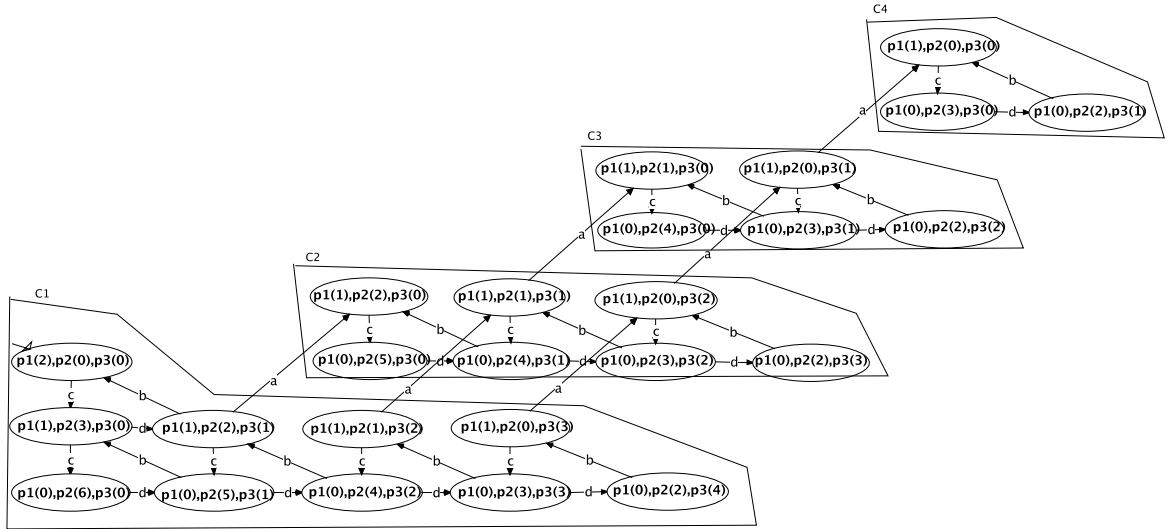 C4
p1(1),p2(0),p3(0)
c
b
a
p1(0),p2(3),p3(0)
d
p1(0),p2(2),p3(1)
C3
p1(1),p2(1),p3(0)
p1(1),p2(0),p3(1)
c
b
c
b
a
p1(0),p2(4),p3(0)
d
p1(0),p2(3),p3(1)
d
p1(0),p2(2),p3(2)
a
C2
p1(1),p2(2),p3(0)
p1(1),p2(1),p3(1)
p1(1),p2(0),p3(2)
c
b
c
b
c
b
p1(0),p2(5),p3(0)
d
p1(0),p2(4),p3(1)
d
p1(0),p2(3),p3(2)
d
p1(0),p2(2),p3(3)
a
a
a
C1
p1(2),p2(0),p3(0)
c
b
p1(1),p2(3),p3(0)
d
p1(1),p2(2),p3(1)
p1(1),p2(1),p3(2)
p1(1),p2(0),p3(3)
c
b
c
b
c
b
c
b
p1(0),p2(6),p3(0)
d
p1(0),p2(5),p3(1)
d
p1(0),p2(4),p3(2)
d
p1(0),p2(3),p3(3)
d
p1(0),p2(2),p3(4)